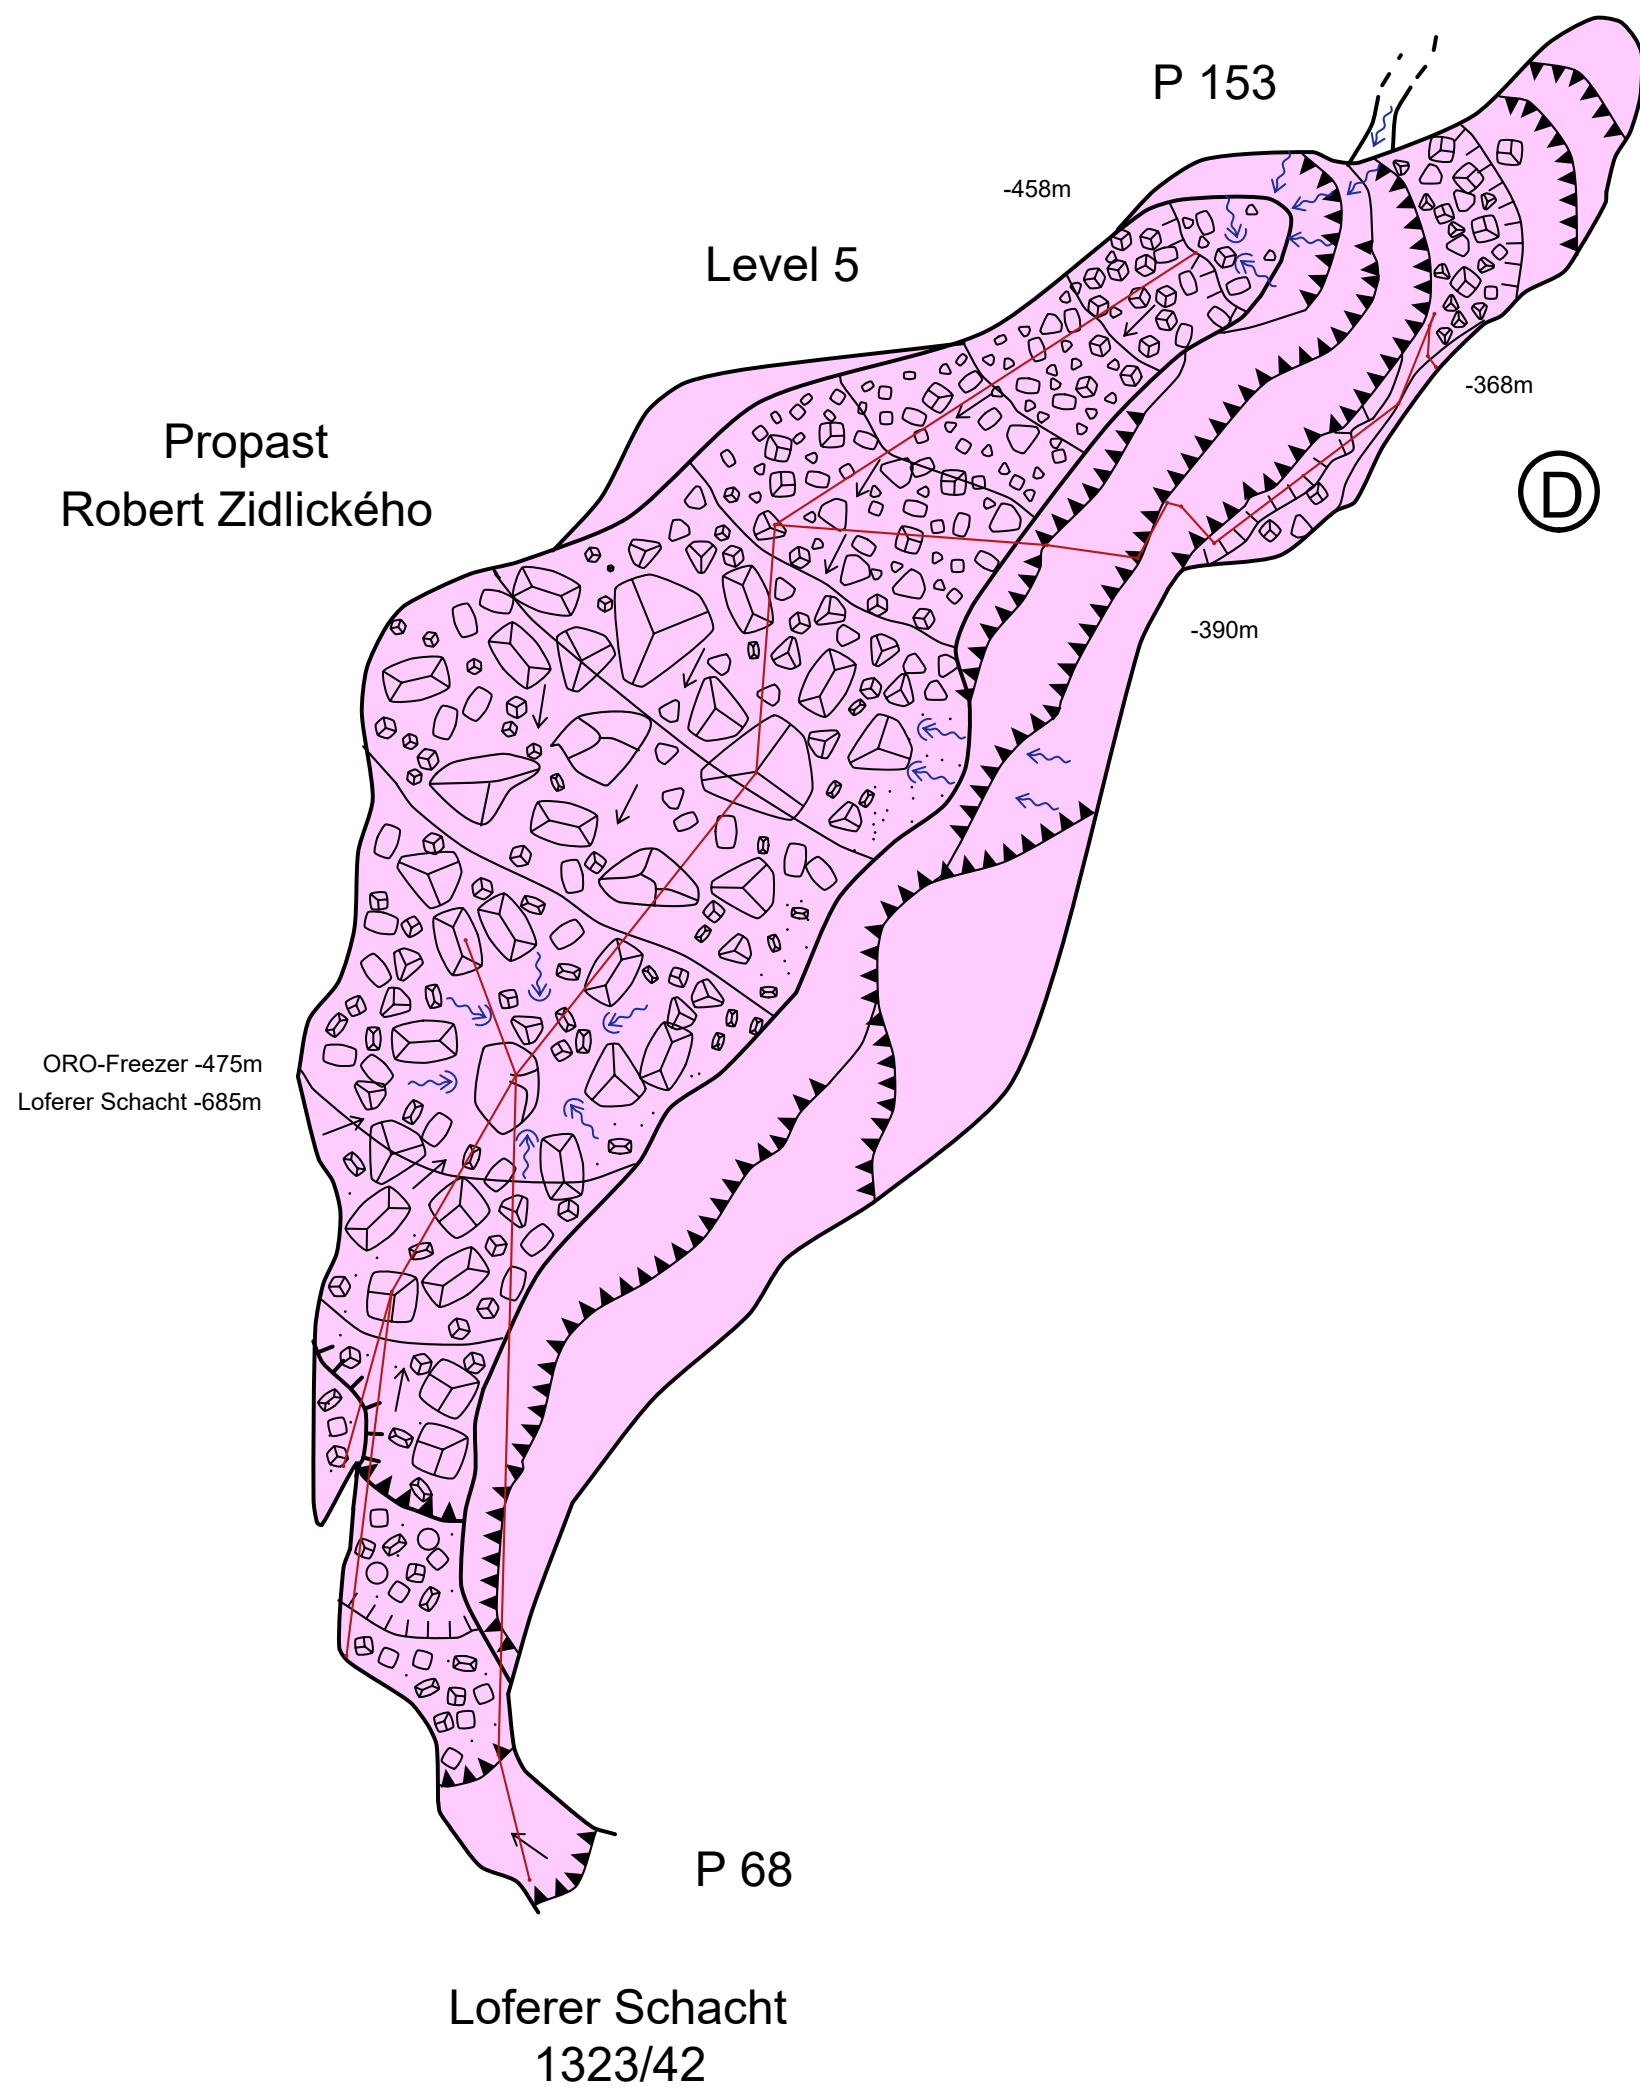 P 153
-458m
Level 5
-368m
Propast
Robert Zidlického
D
-390m
ORO-Freezer -475m
Loferer Schacht -685m
P 68
Loferer Schacht
1323/42